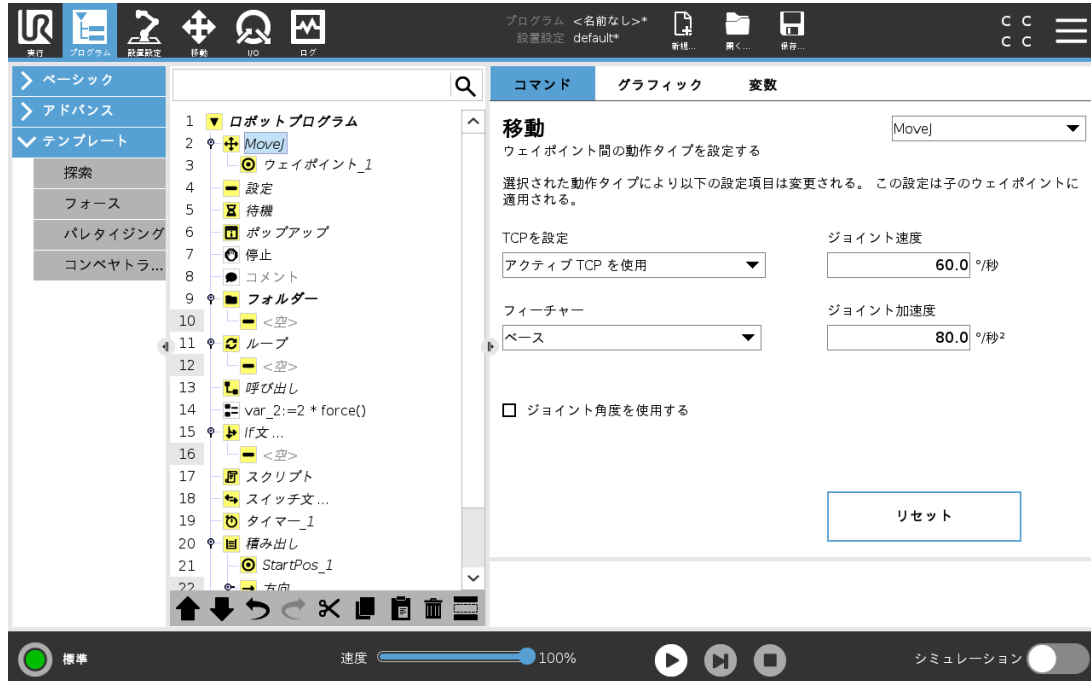 UR
実行
プログラム
設置設定
移動
I/O
ログ
プログラム <名前なし>*
設置設定 default*
新規...
開く...
保存...
C C
C C
ベーシック
アドバンス
テンプレート
探索
フォース
パレタイジング
コンベヤトラ...
1 ロボットプログラム
2 MoveJ
3 ウェイポイント_1
4 設定
5 待機
6 ポップアップ
7 停止
8 コメント
9 フォルダー
10 <空>
11 ループ
12 <空>
13 呼び出し
14 var_2:=2 * force()
15 If文 ...
16 <空>
17 スクリプト
18 スイッチ文 ...
19 タイマー_1
20 積み出し
21 StartPos_1
22 方向
コマンド
グラフィック
変数
移動
MoveJ
ウェイポイント間の動作タイプを設定する
選択された動作タイプにより以下の設定項目は変更される。 この設定は子のウェイポイントに
適用される。
TCPを設定
ジョイント速度
アクティブ TCP を使用
60.0 °/秒
フィーチャー
ジョイント加速度
ベース
80.0 °/秒²
ジョイント角度を使用する
リセット
標準
速度
100%
シミュレーション